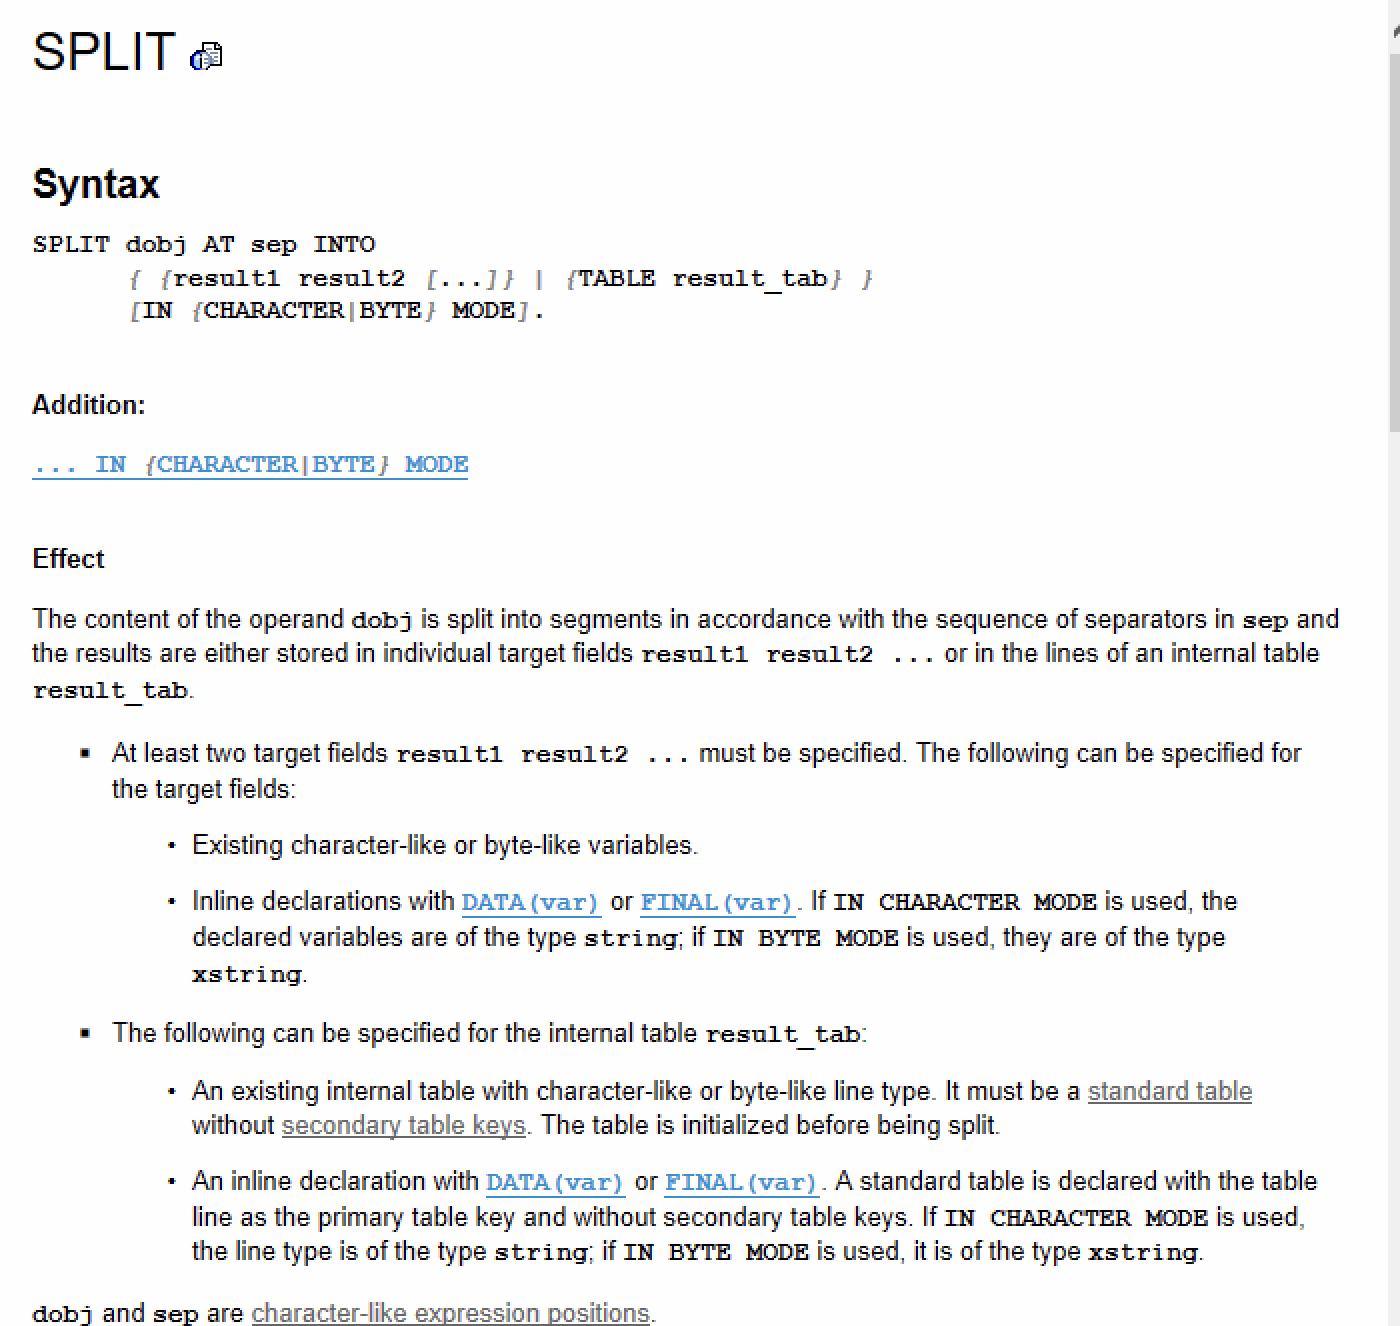 SPLIT
Syntax
SPLIT dobj AT sep INTO
{ {result1 result2 [...]} | {TABLE result_tab} }
[IN {CHARACTER|BYTE} MODE].
Addition:
... IN {CHARACTER|BYTE} MODE
Effect
The content of the operand dobj is split into segments in accordance with the sequence of separators in sep and
the results are either stored in individual target fields result1 result2 ... or in the lines of an internal table
result_tab.
▪ At least two target fields result1 result2 ... must be specified. The following can be specified for
the target fields:
• Existing character-like or byte-like variables.
• Inline declarations with DATA(var) or FINAL(var). If IN CHARACTER MODE is used, the
declared variables are of the type string; if IN BYTE MODE is used, they are of the type
xstring.
▪ The following can be specified for the internal table result_tab:
• An existing internal table with character-like or byte-like line type. It must be a standard table
without secondary table keys. The table is initialized before being split.
• An inline declaration with DATA(var) or FINAL(var). A standard table is declared with the table
line as the primary table key and without secondary table keys. If IN CHARACTER MODE is used,
the line type is of the type string; if IN BYTE MODE is used, it is of the type xstring.
dobj and sep are character-like expression positions.